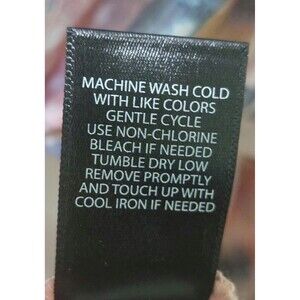 MACHINE WASH COLD
WITH LIKE COLORS
GENTLE CYCLE
USE NON-CHLORINE
BLEACH IF NEEDED
TUMBLE DRY LOW
REMOVE PROMPTLY
AND TOUCH UP WITH
COOL IRON IF NEEDED